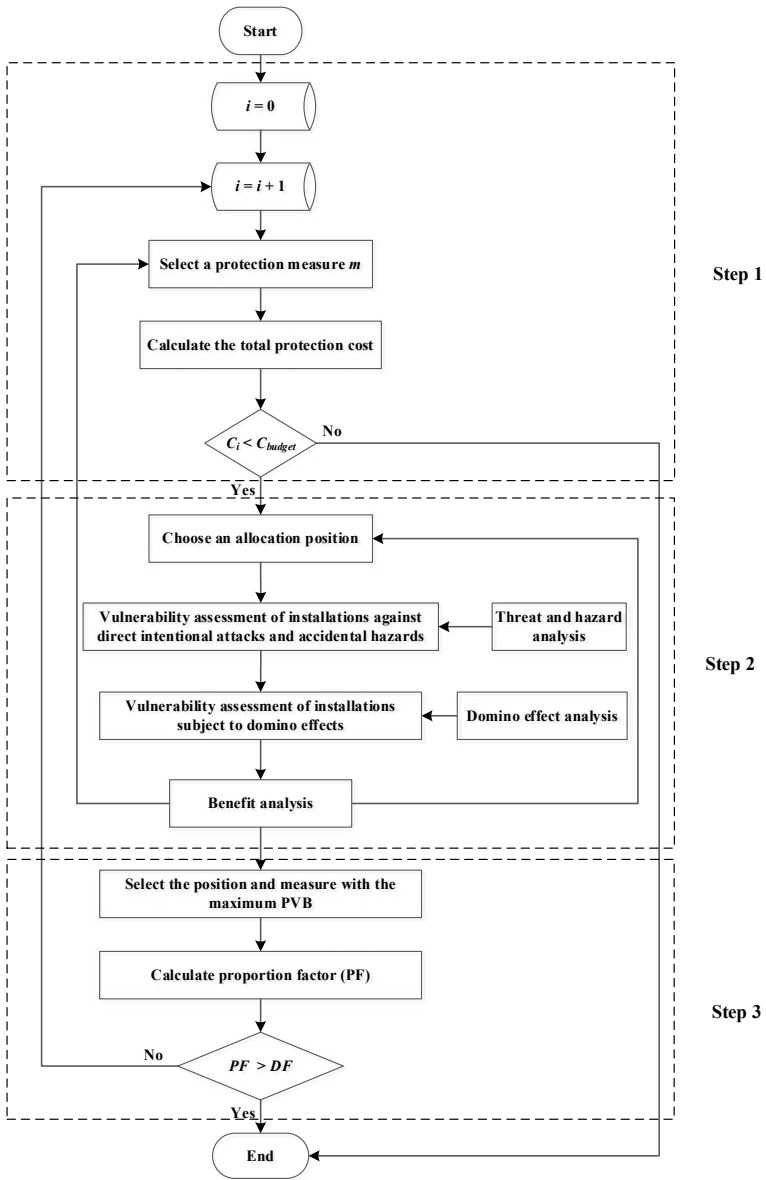 Start
i = 0
i = i + 1
Select a protection measure m
Step 1
Calculate the total protection cost
C_i < C_budget
No
Yes
Choose an allocation position
Vulnerability assessment of installations against
direct intentional attacks and accidental hazards
Threat and hazard
analysis
Step 2
Vulnerability assessment of installations
subject to domino effects
Domino effect analysis
Benefit analysis
Select the position and measure with the
maximum PVB
Calculate proportion factor (PF)
Step 3
No
PF > DF
Yes
End